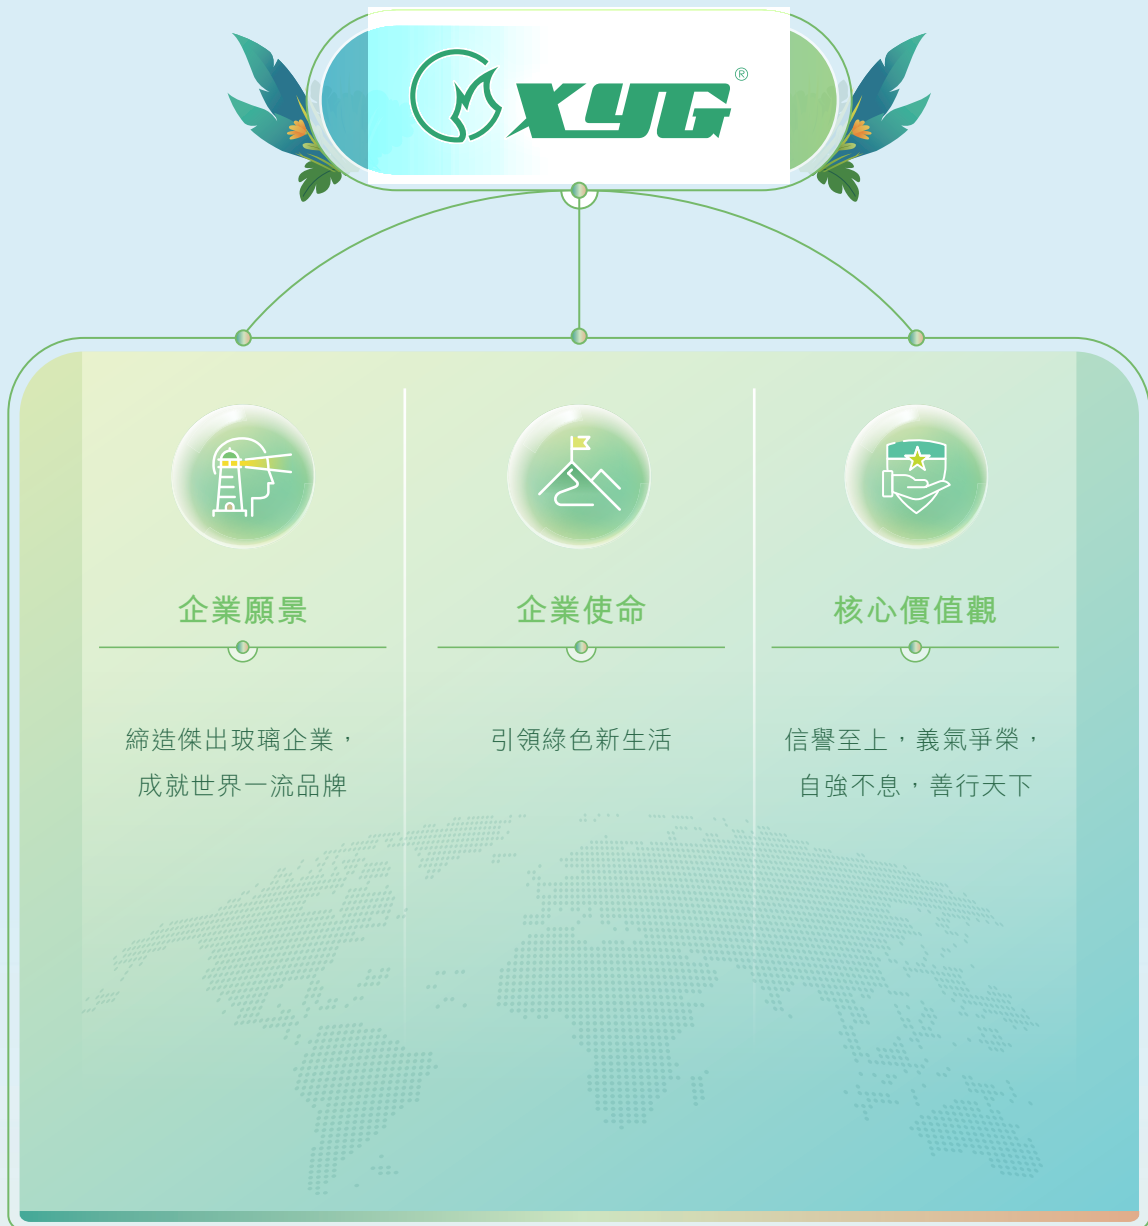 XYG®
企業願景
締造傑出玻璃企業，
成就世界一流品牌
企業使命
引領綠色新生活
核心價值觀
信譽至上，義氣爭榮，
自強不息，善行天下